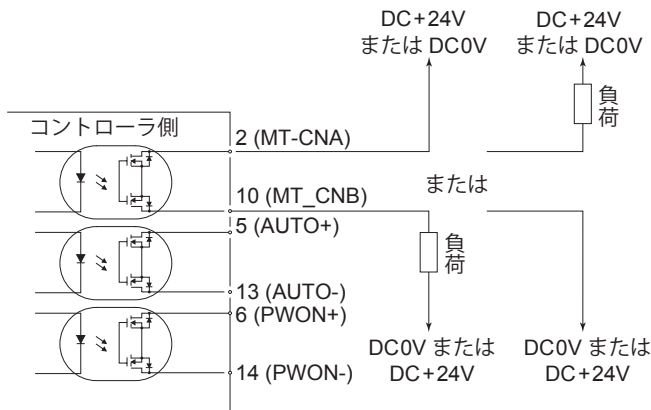 DC+24V
または DC0V
DC+24V
または DC0V
負荷
コントローラ側
2 (MT-CNA)
または
10 (MT_CNB)
5 (AUTO+)
負荷
13 (AUTO-)
6 (PWON+)
DC0V または
DC+24V
DC0V または
DC+24V
14 (PWON-)